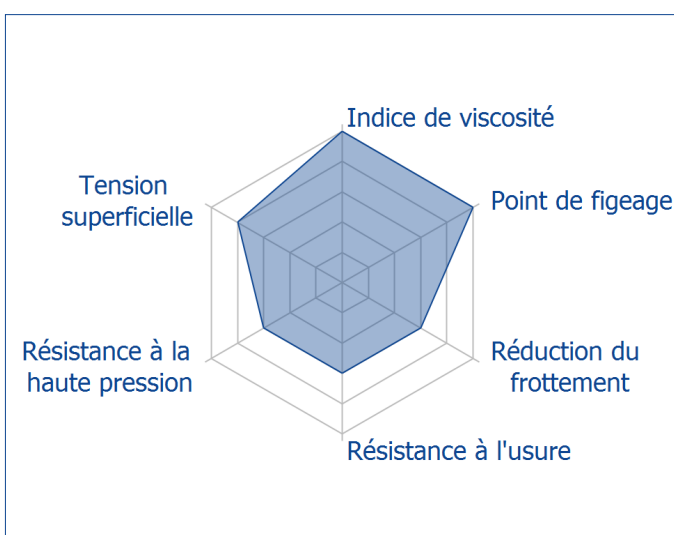 Indice de viscosité
Tension
superficielle
Point de figeage
Résistance à la
haute pression
Réduction du
frottement
Résistance à l'usure